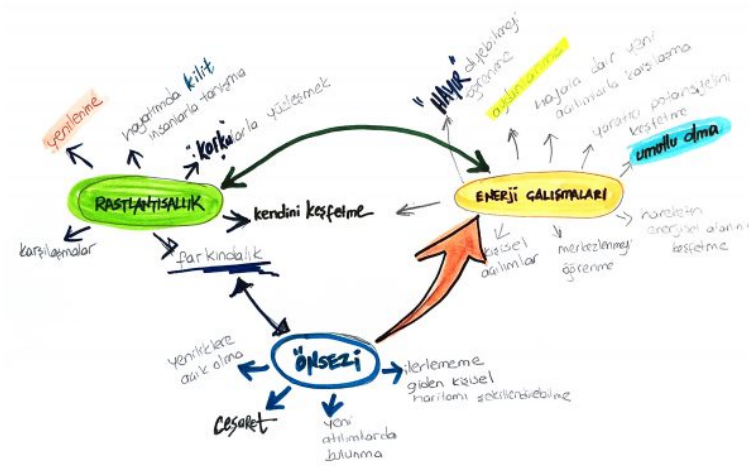 yenilenme
hayatımda kilit
insanlarla tanışma
"korku"larla yüzleşmek
RASTLANTISALLIK
karşılaşmalar
farkındalık
kendini keşfetme
"HAYIR" diyebilmeyi
öğrenme
aydınlanma
hayata dair yeni
açılımlarla karşılaşma
yaratıcı potansiyelini
keşfetme
umutlu olma
ENERJİ ÇALIŞMALARI
kişisel
açılımlar
merkezlenmeyi
öğrenme
hareketin
energisel alanını
keşfetme
"ÖNSEZİ"
yeniliklere
açık olma
cesaret
yeni
atılımlarda
bulunma
ilerlememe
giden kişisel
haritamı şekillendirebilme